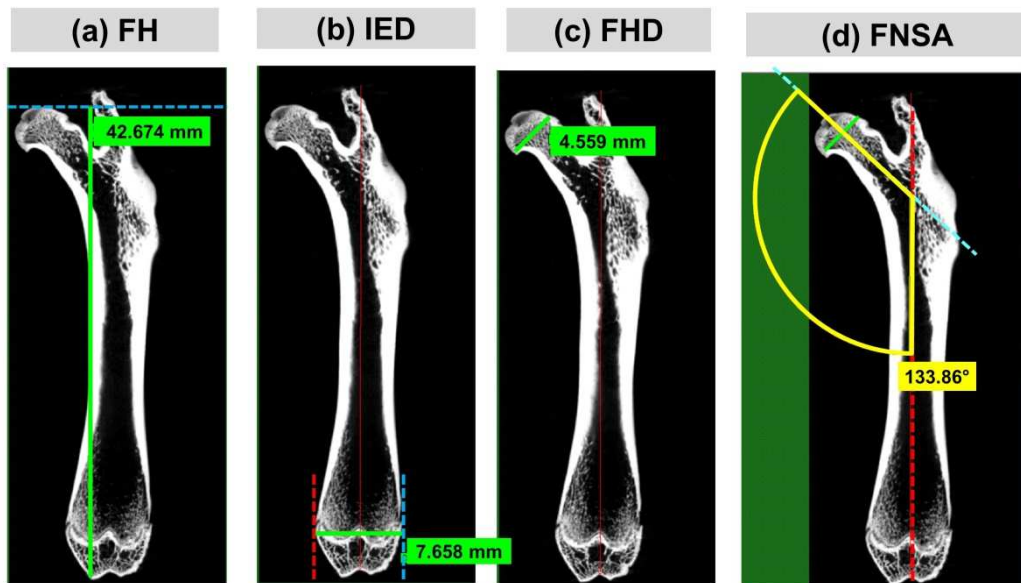 (a) FH
(b) IED
(c) FHD
(d) FNSA
42.674 mm
7.658 mm
4.559 mm
133.86°